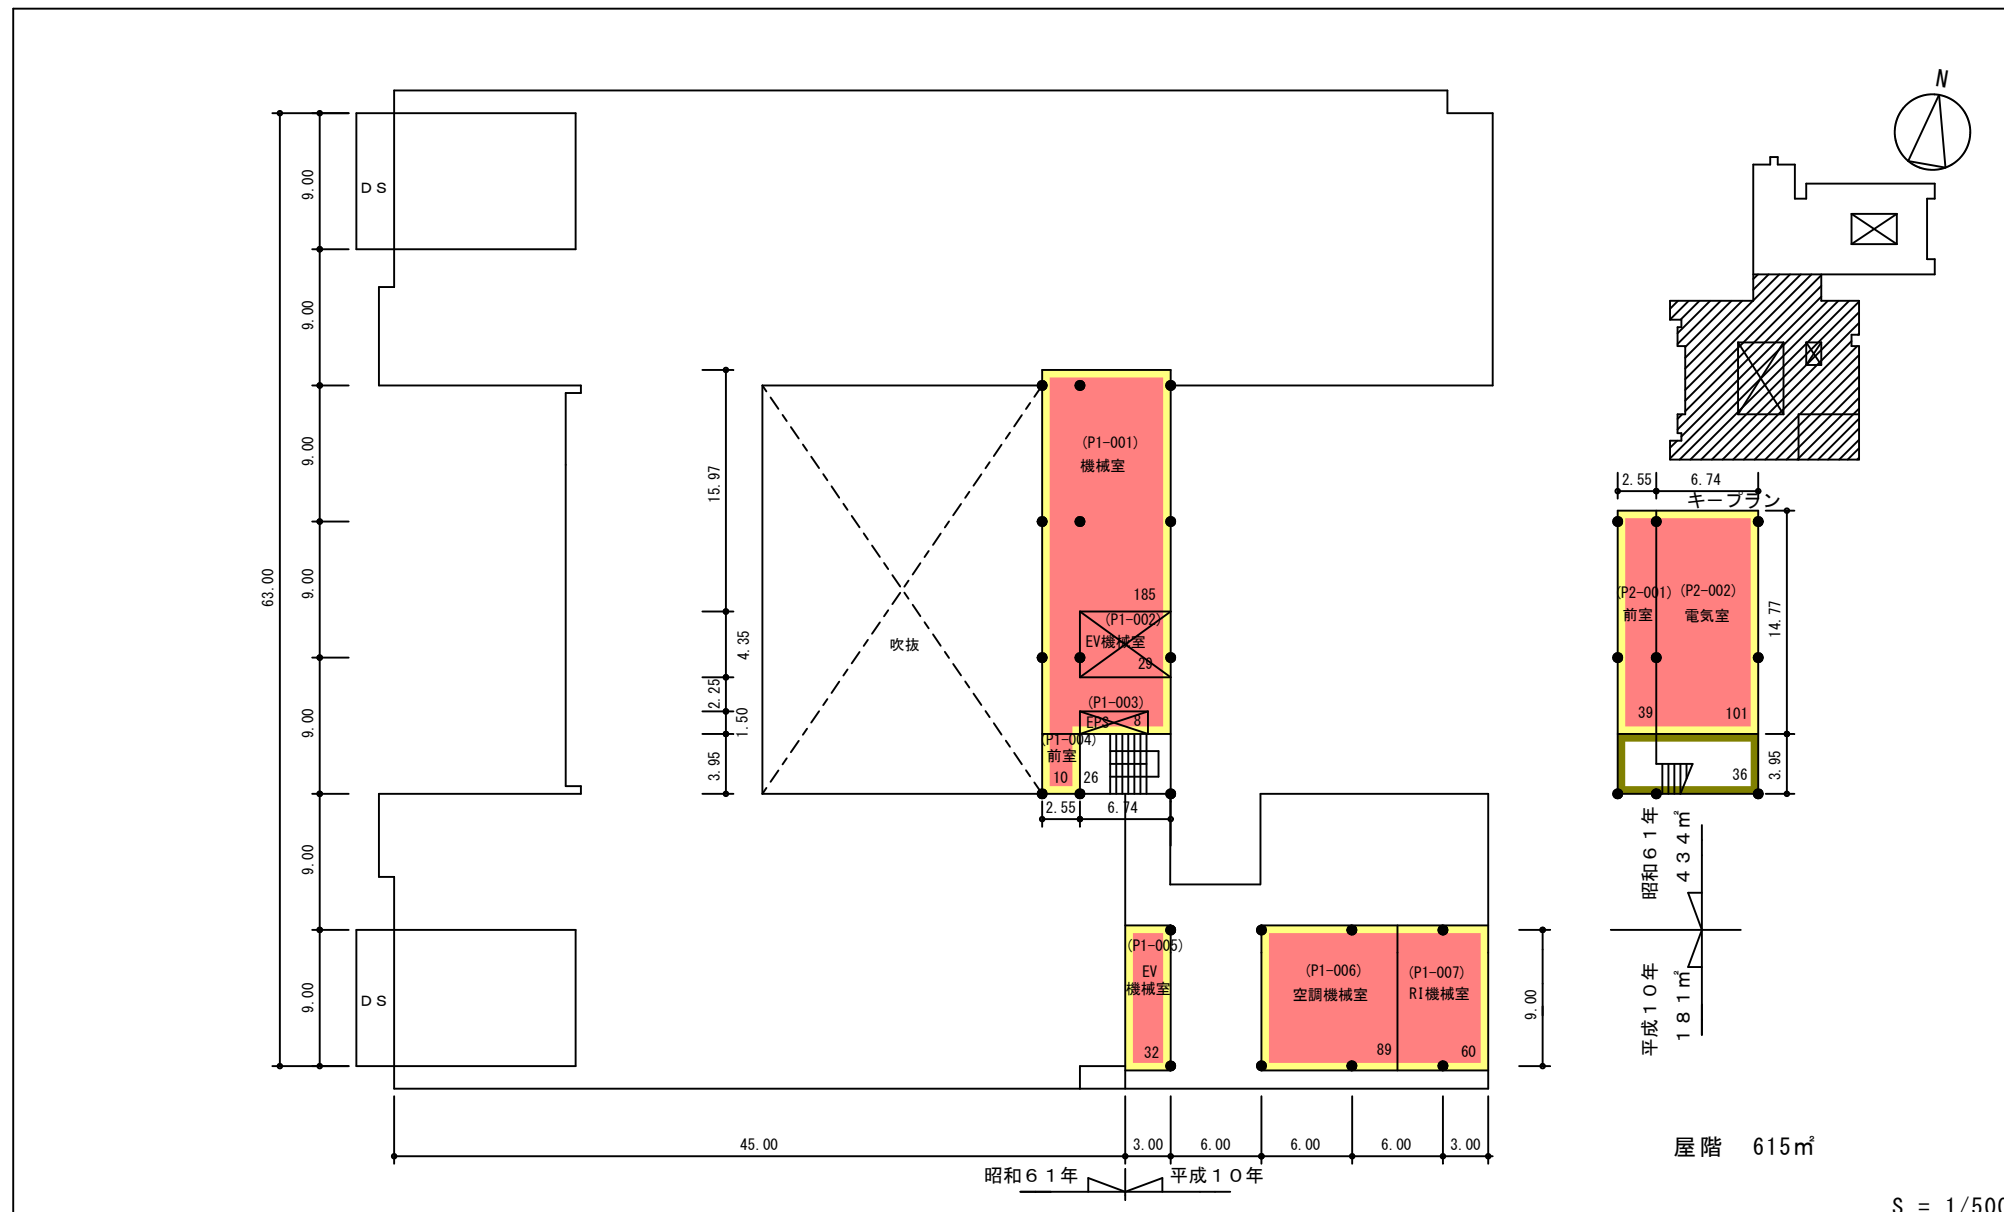 N
9.00
DS
9.00
9.00
63.00
9.00
9.00
9.00
9.00
DS
15.97
4.35
2.25
1.50
3.95
吹抜
(P1-001)
機械室
185
(P1-002)
EV機械室
29
(P1-003)
EPS 8
(P1-004)
前室
10
26
2.55 6.74
2.55 6.74
キープラン
(P2-001)
前室
39
(P2-002)
電気室
101
14.77
36
3.95
昭和61年
434㎡
平成10年
181㎡
(P1-005)
EV
機械室
32
(P1-006)
空調機械室
89
(P1-007)
RI機械室
60
9.00
45.00 3.00 6.00 6.00 6.00 3.00
昭和61年 平成10年
屋階 615㎡
S = 1/500